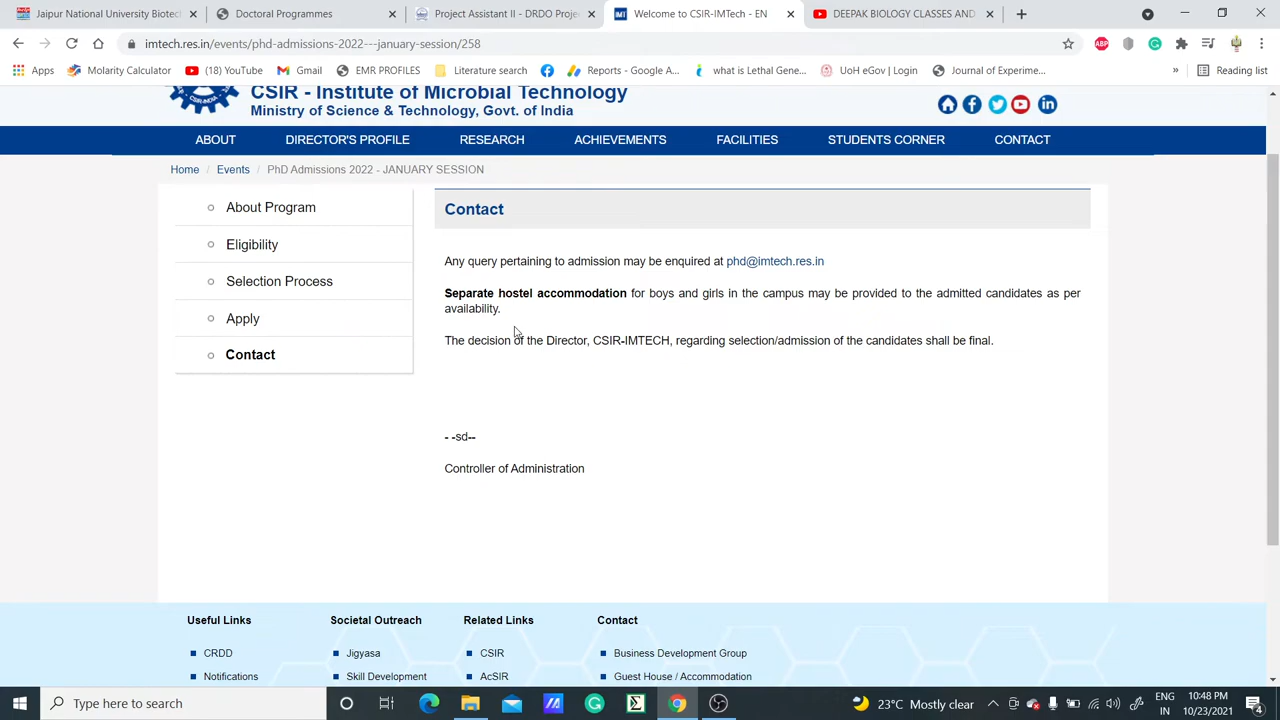 Jaipur National University Biotech
Doctoral Programmes
Project Assistant II - DRDO Proje
Welcome to CSIR-IMTech - EN
DEEPAK BIOLOGY CLASSES AND
imtech.res.in/events/phd-admissions-2022---january-session/258
Apps
Molarity Calculator
(18) YouTube
Gmail
EMR PROFILES
Literature search
Reports - Google A...
what is Lethal Gene...
UoH eGov | Login
Journal of Experime...
»
Reading list
CSIR - Institute of Microbial Technology
Ministry of Science & Technology, Govt. of India
ABOUT DIRECTOR'S PROFILE RESEARCH ACHIEVEMENTS FACILITIES STUDENTS CORNER CONTACT
Home / Events / PhD Admissions 2022 - JANUARY SESSION
About Program
Eligibility
Selection Process
Apply
Contact
Contact
Any query pertaining to admission may be enquired at phd@imtech.res.in
Separate hostel accommodation for boys and girls in the campus may be provided to the admitted candidates as per
availability.
The decision of the Director, CSIR-IMTECH, regarding selection/admission of the candidates shall be final.
- -sd--
Controller of Administration
Useful Links Societal Outreach Related Links Contact
CRDD Jigyasa CSIR Business Development Group
Notifications Skill Development AcSIR Guest House / Accommodation
Type here to search
23°C Mostly clear
ENG
IN
10:48 PM
10/23/2021
4